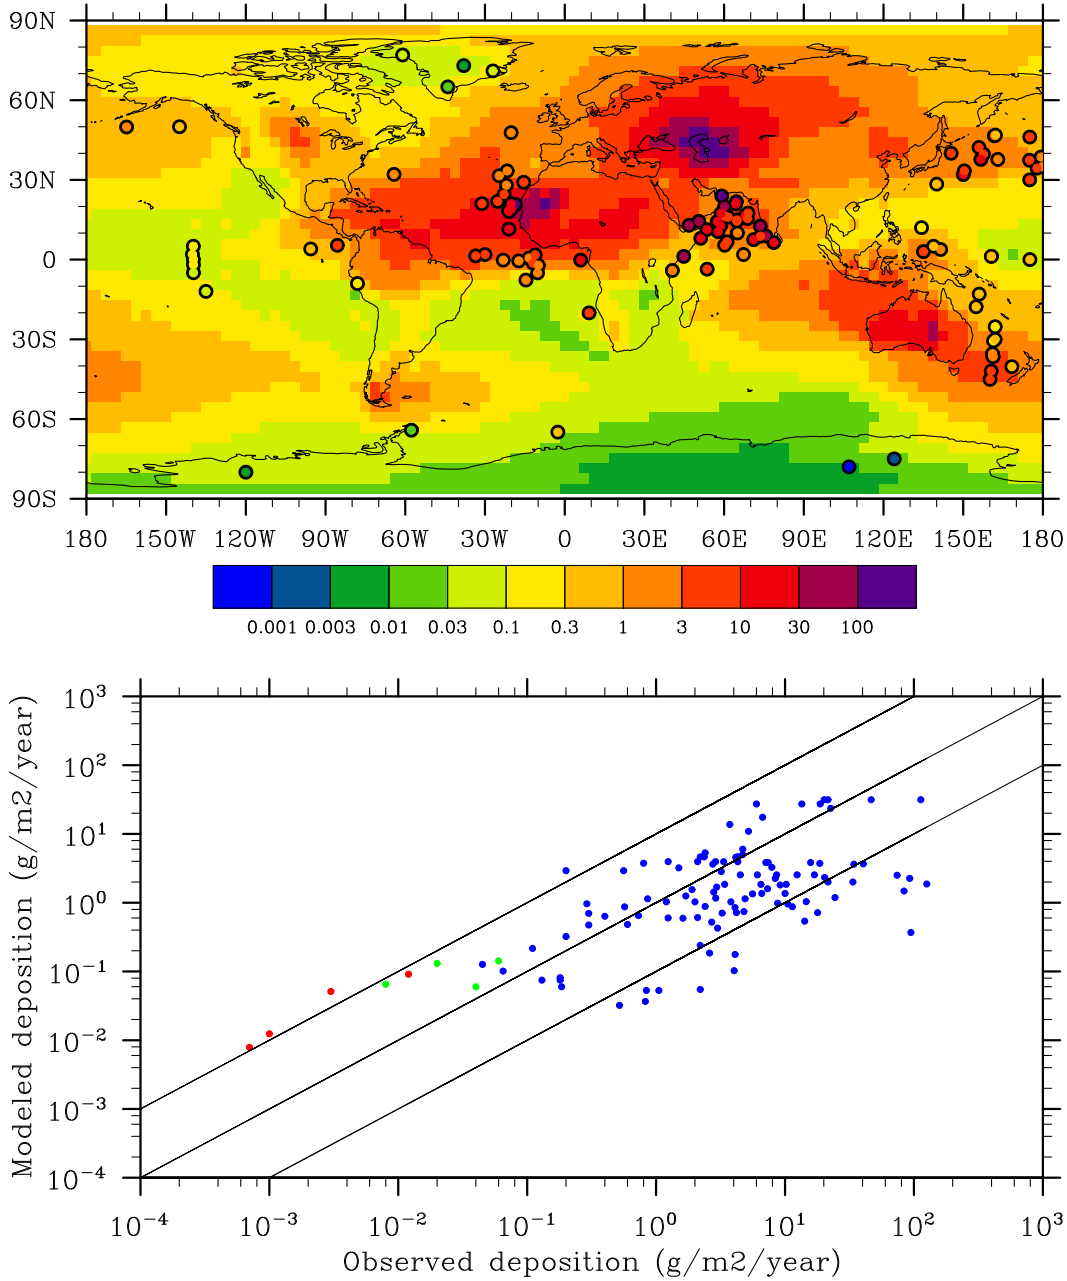 90N
60N
30N
0
30S
60S
90S
180 150W 120W 90W 60W 30W 0 30E 60E 90E 120E 150E 180
0.001 0.003 0.01 0.03 0.1 0.3 1 3 10 30 100
Modeled deposition (g/m2/year)
10³
10²
10¹
10⁰
10⁻¹
10⁻²
10⁻³
10⁻⁴
10⁻⁴ 10⁻³ 10⁻² 10⁻¹ 10⁰ 10¹ 10² 10³
Observed deposition (g/m2/year)